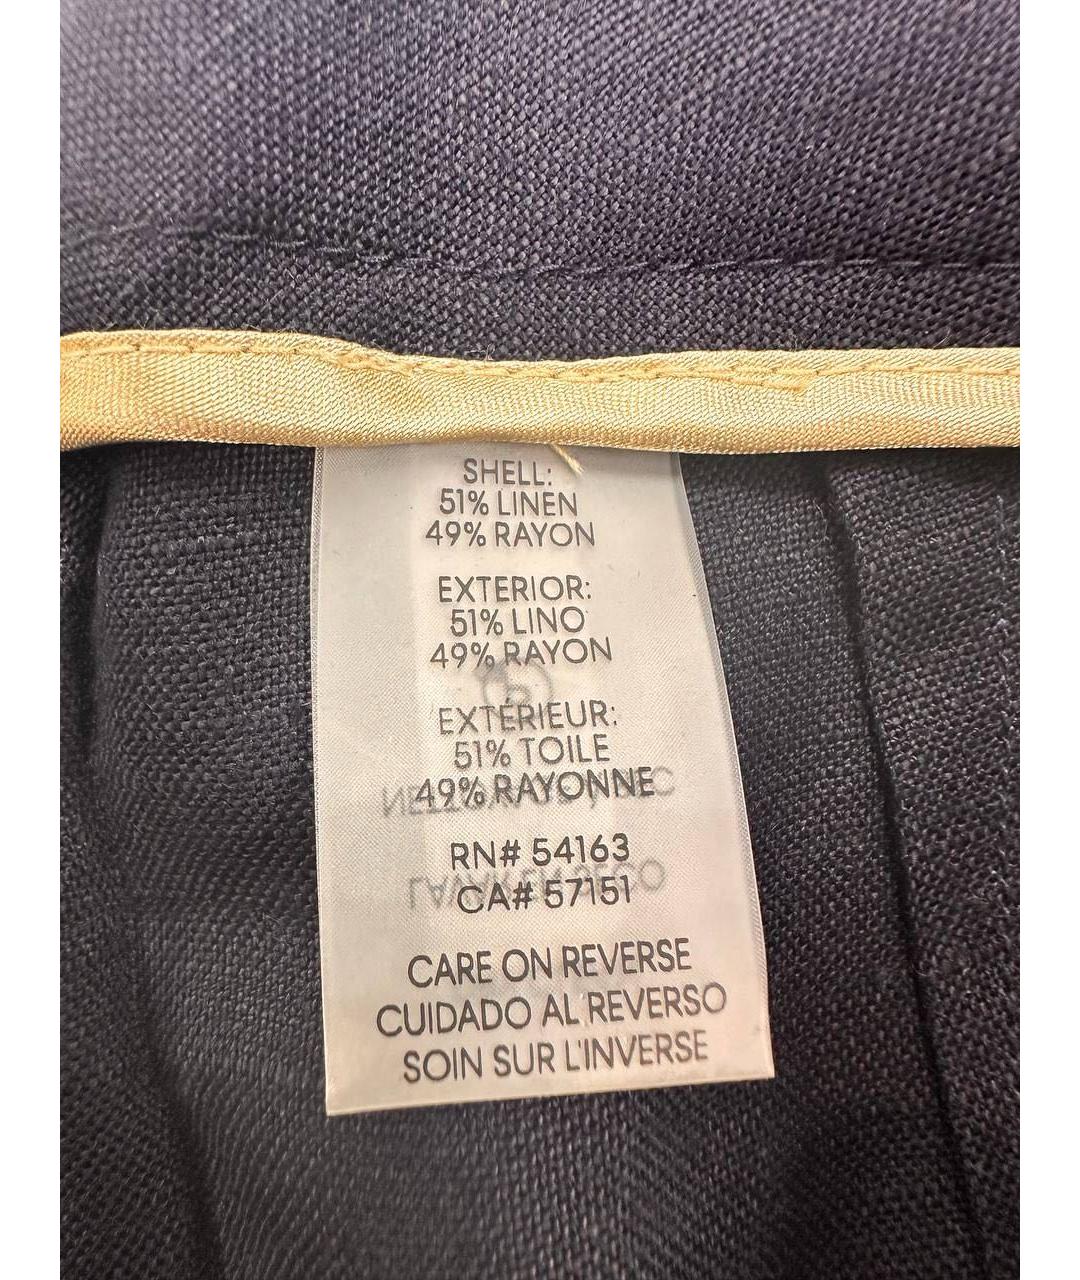 SHELL:
51% LINEN
49% RAYON
EXTERIOR:
51% LINO
49% RAYON
EXTÉRIEUR:
51% TOILE
49% RAYONNE
RN# 54163
CA# 57151
CARE ON REVERSE
CUIDADO AL REVERSO
SOIN SUR L'INVERSE